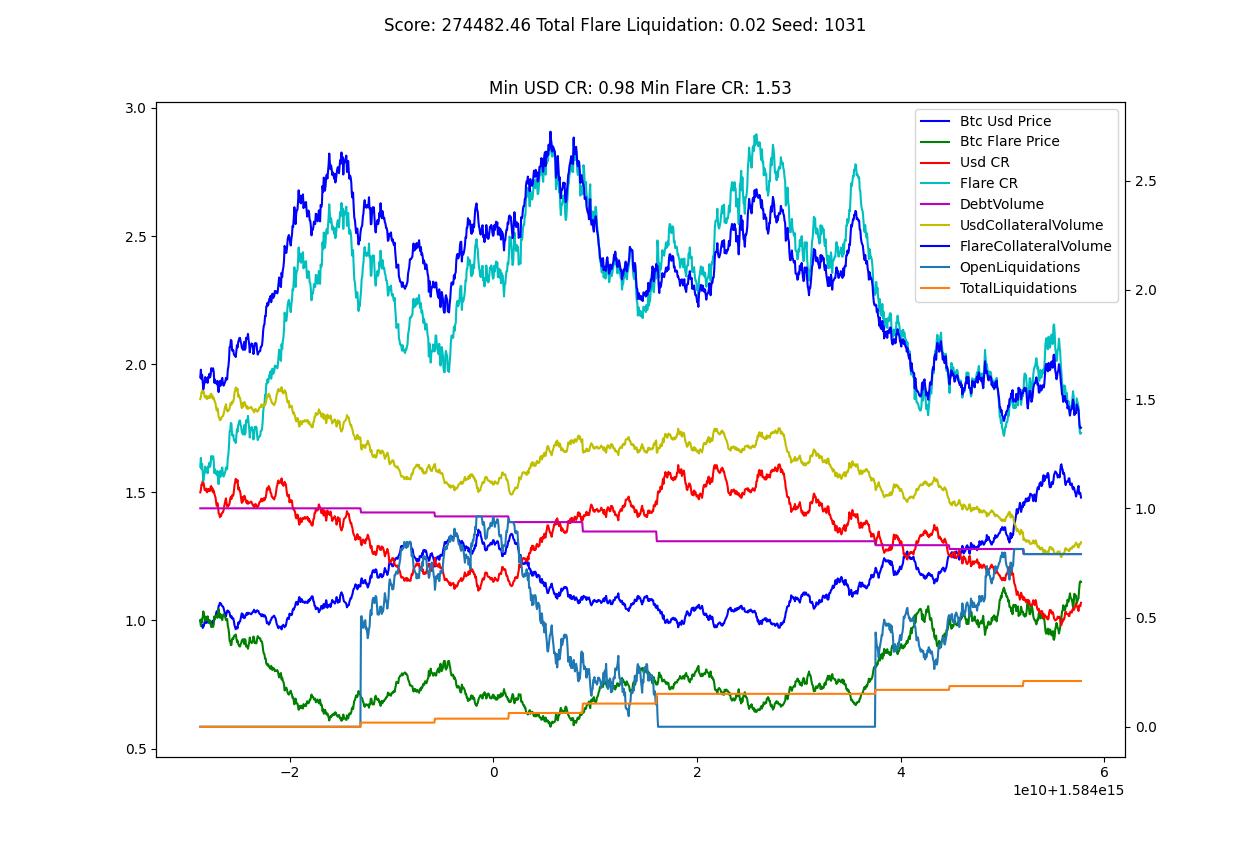 Score: 274482.46 Total Flare Liquidation: 0.02 Seed: 1031
Min USD CR: 0.98 Min Flare CR: 1.53
3.0
2.5
2.0
1.5
1.0
0.5
Btc Usd Price
Btc Flare Price
Usd CR
Flare CR
DebtVolume
UsdCollateralVolume
FlareCollateralVolume
OpenLiquidations
TotalLiquidations
2.5
2.0
1.5
1.0
0.5
0.0
−2 0 2 4 6
1e10+1.584e15